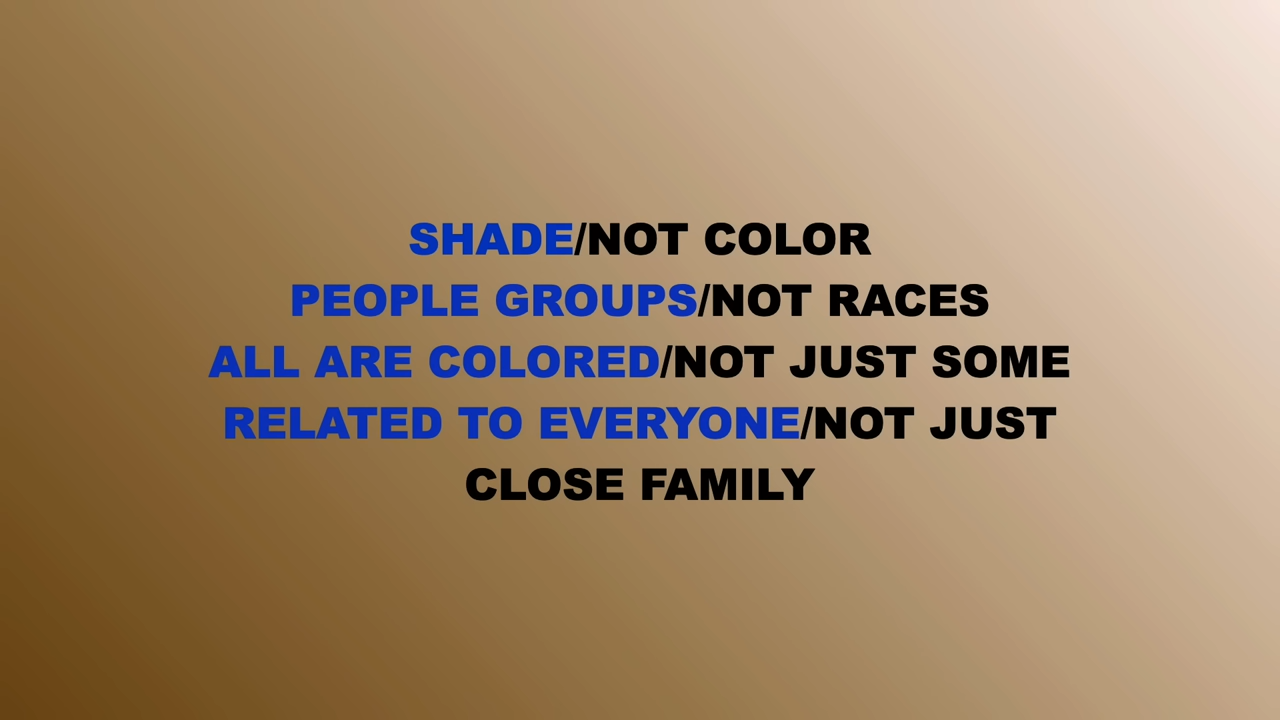 SHADE/NOT COLOR
PEOPLE GROUPS/NOT RACES
ALL ARE COLORED/NOT JUST SOME
RELATED TO EVERYONE/NOT JUST
CLOSE FAMILY